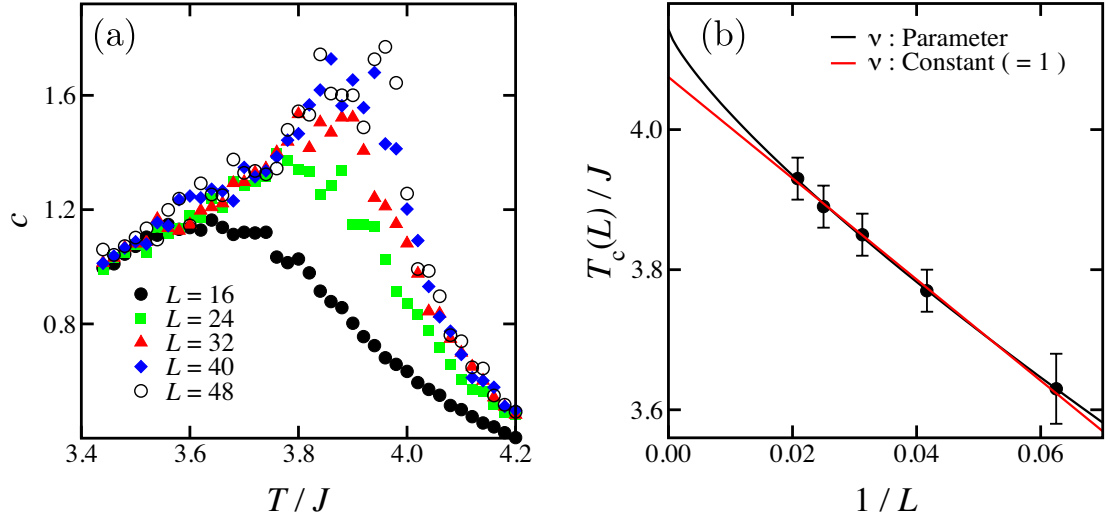 (a)
c
1.6
1.2
0.8
L = 16
L = 24
L = 32
L = 40
L = 48
3.4 3.6 3.8 4.0 4.2
T / J
(b)
ν : Parameter
ν : Constant ( = 1 )
T_c(L) / J
4.0
3.8
3.6
0.00 0.02 0.04 0.06
1 / L